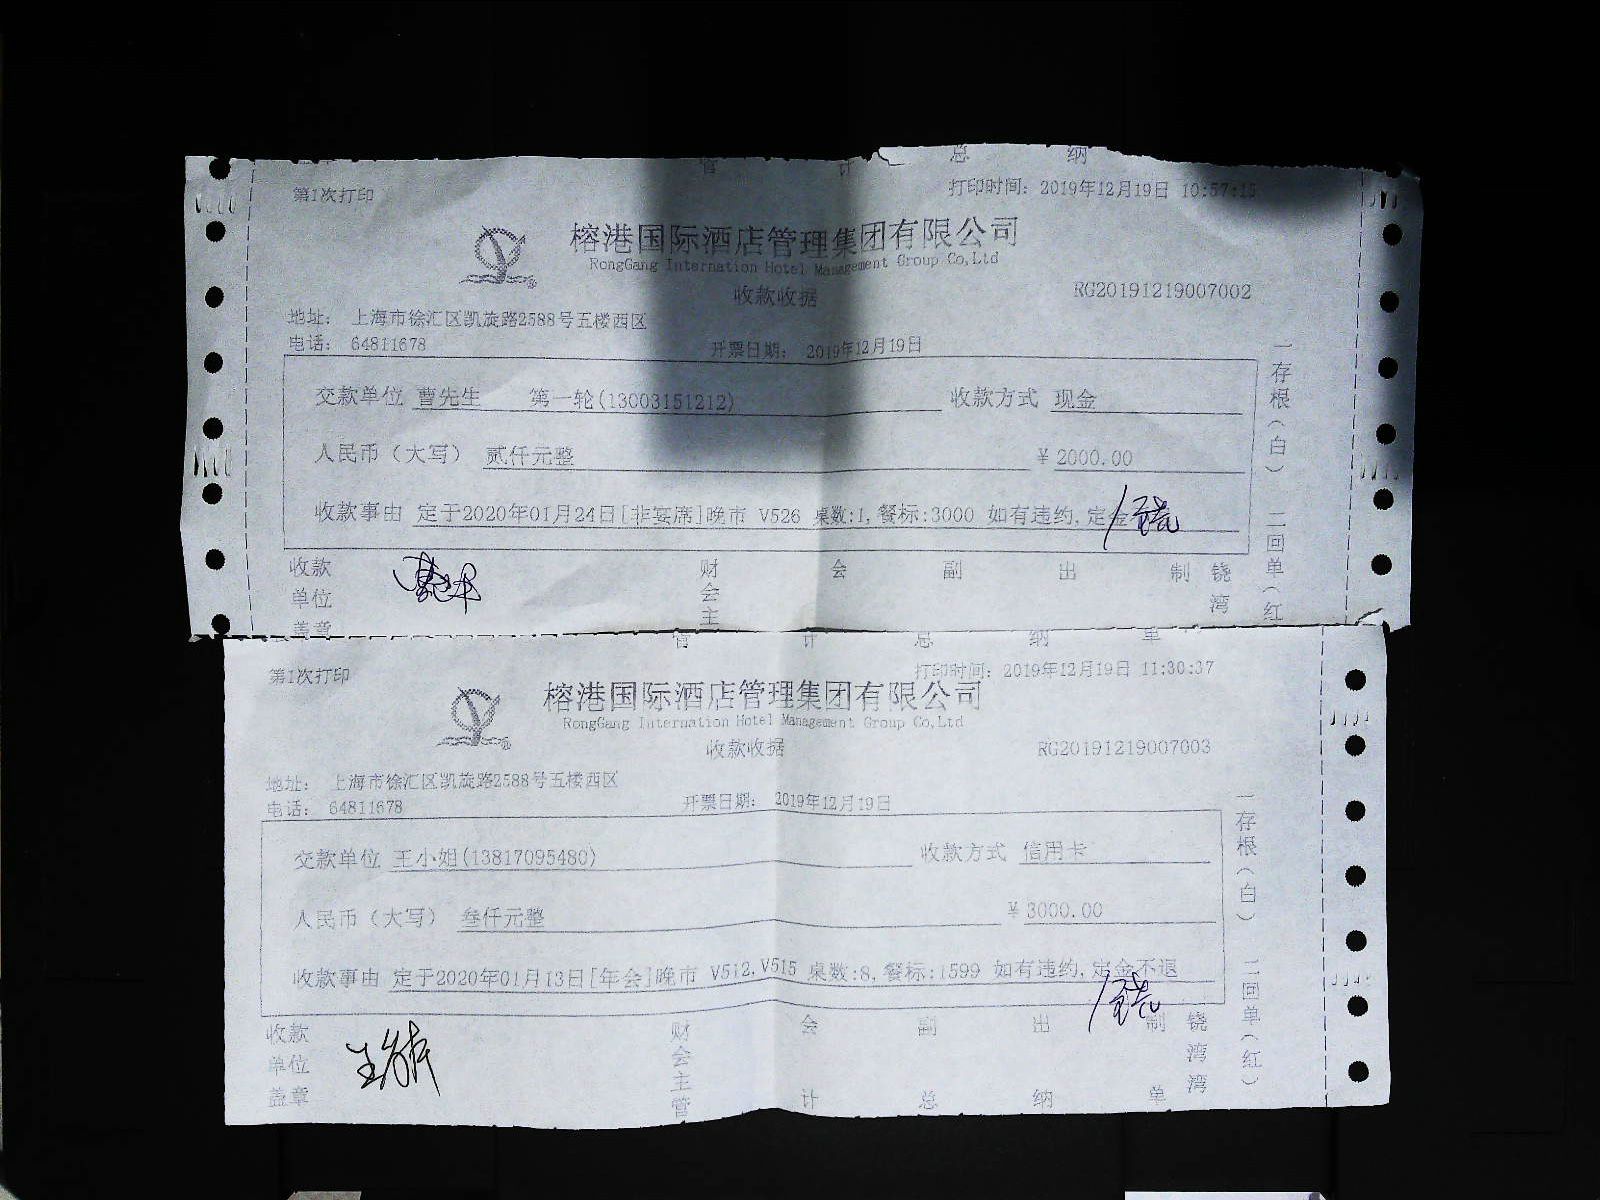 管 计 总 纳
第1次打印 打印时间: 2019年12月19日 10:57:15
榕港国际酒店管理集团有限公司
RongGang Internation Hotel Management Group Co,Ltd
收款收据 RG20191219007002
地址: 上海市徐汇区凯旋路2588号五楼西区
电话: 64811678 开票日期: 2019年12月19日
交款单位 曹先生 第一轮(13003151212) 收款方式 现金
人民币（大写） 贰仟元整 ¥ 2000.00
收款事由 定于2020年01月24日[非宴席]晚市 V526 桌数:1,餐标:3000 如有违约,定金
一存根（白） 二回单（红
收款 财 会 副 出 制 铙
单位 会 湾
盖章 主
管 计 总 纳 单
第1次打印 打印时间: 2019年12月19日 11:30:37
榕港国际酒店管理集团有限公司
RongGang Internation Hotel Management Group Co,Ltd
收款收据 RG20191219007003
地址: 上海市徐汇区凯旋路2588号五楼西区
电话: 64811678 开票日期: 2019年12月19日
交款单位 王小姐(13817095480) 收款方式 信用卡
人民币（大写） 叁仟元整 ¥ 3000.00
收款事由 定于2020年01月13日[年会]晚市 V512,V515 桌数:8,餐标:1599 如有违约,定金不退
一存根（白） 二回单（红）
收款 财 会 副 出 制 铙
单位 会 湾
盖章 主 湾
管 计 总 纳 单